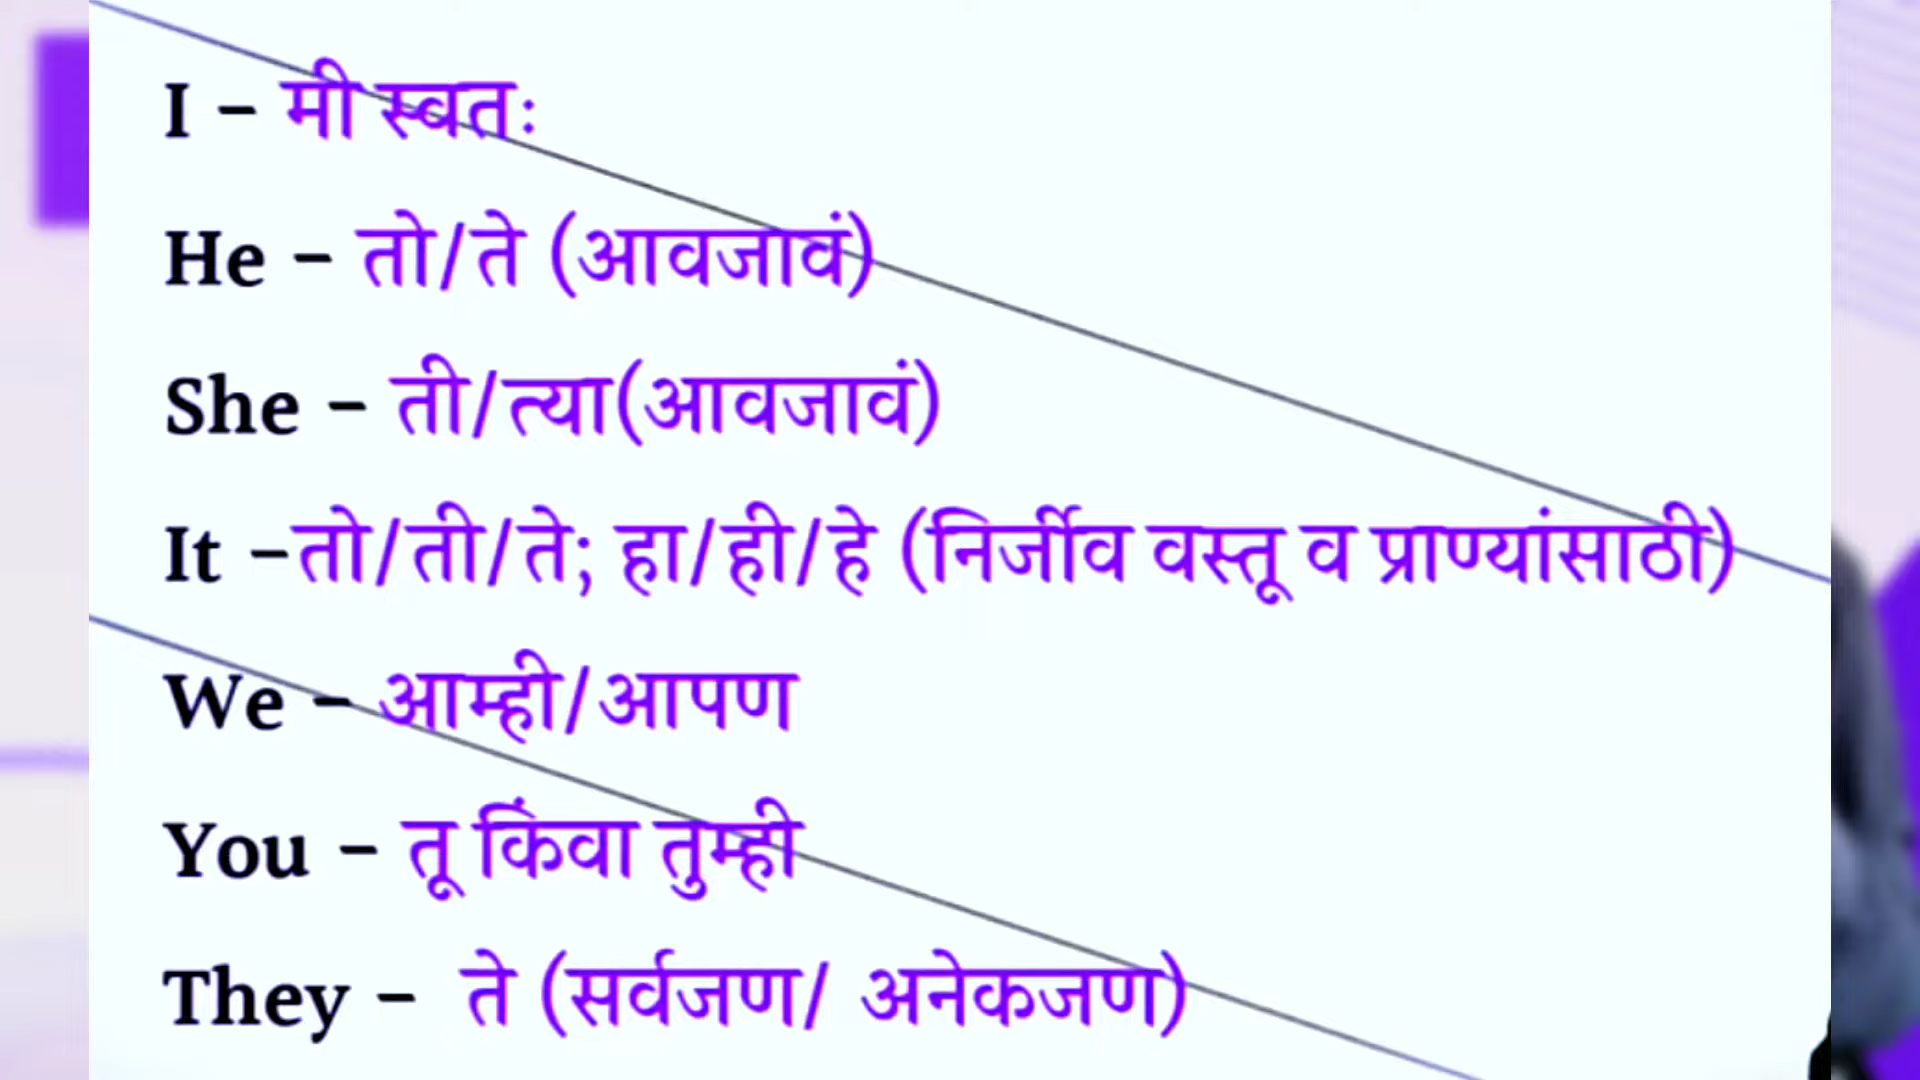 I – मी स्वतः
He – तो/ते (आवजावं)
She – ती/त्या(आवजावं)
It –तो/ती/ते; हा/ही/हे (निर्जीव वस्तू व प्राण्यांसाठी)
We – आम्ही/आपण
You – तू किंवा तुम्ही
They – ते (सर्वजण/ अनेकजण)